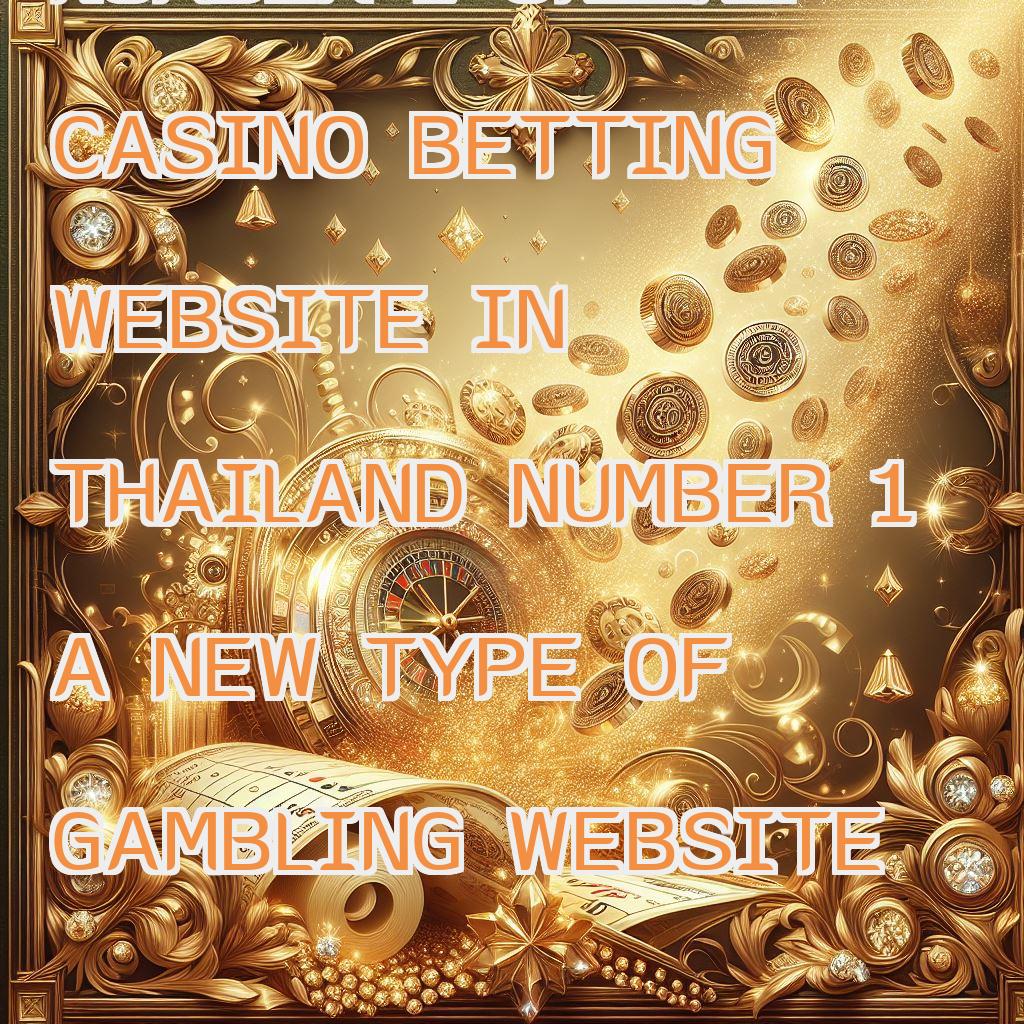 CASINO BETTING
WEBSITE IN
THAILAND NUMBER 1
A NEW TYPE OF
GAMBLING WEBSITE